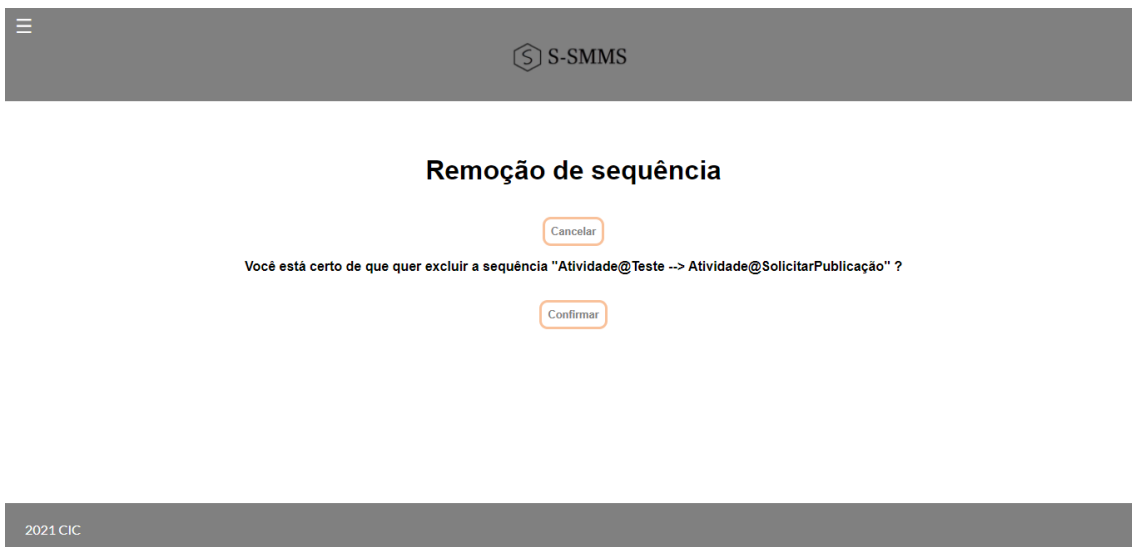 ☰
S-SMMS
Remoção de sequência
Cancelar
Você está certo de que quer excluir a sequência "Atividade@Teste --> Atividade@SolicitarPublicação" ?
Confirmar
2021 CIC